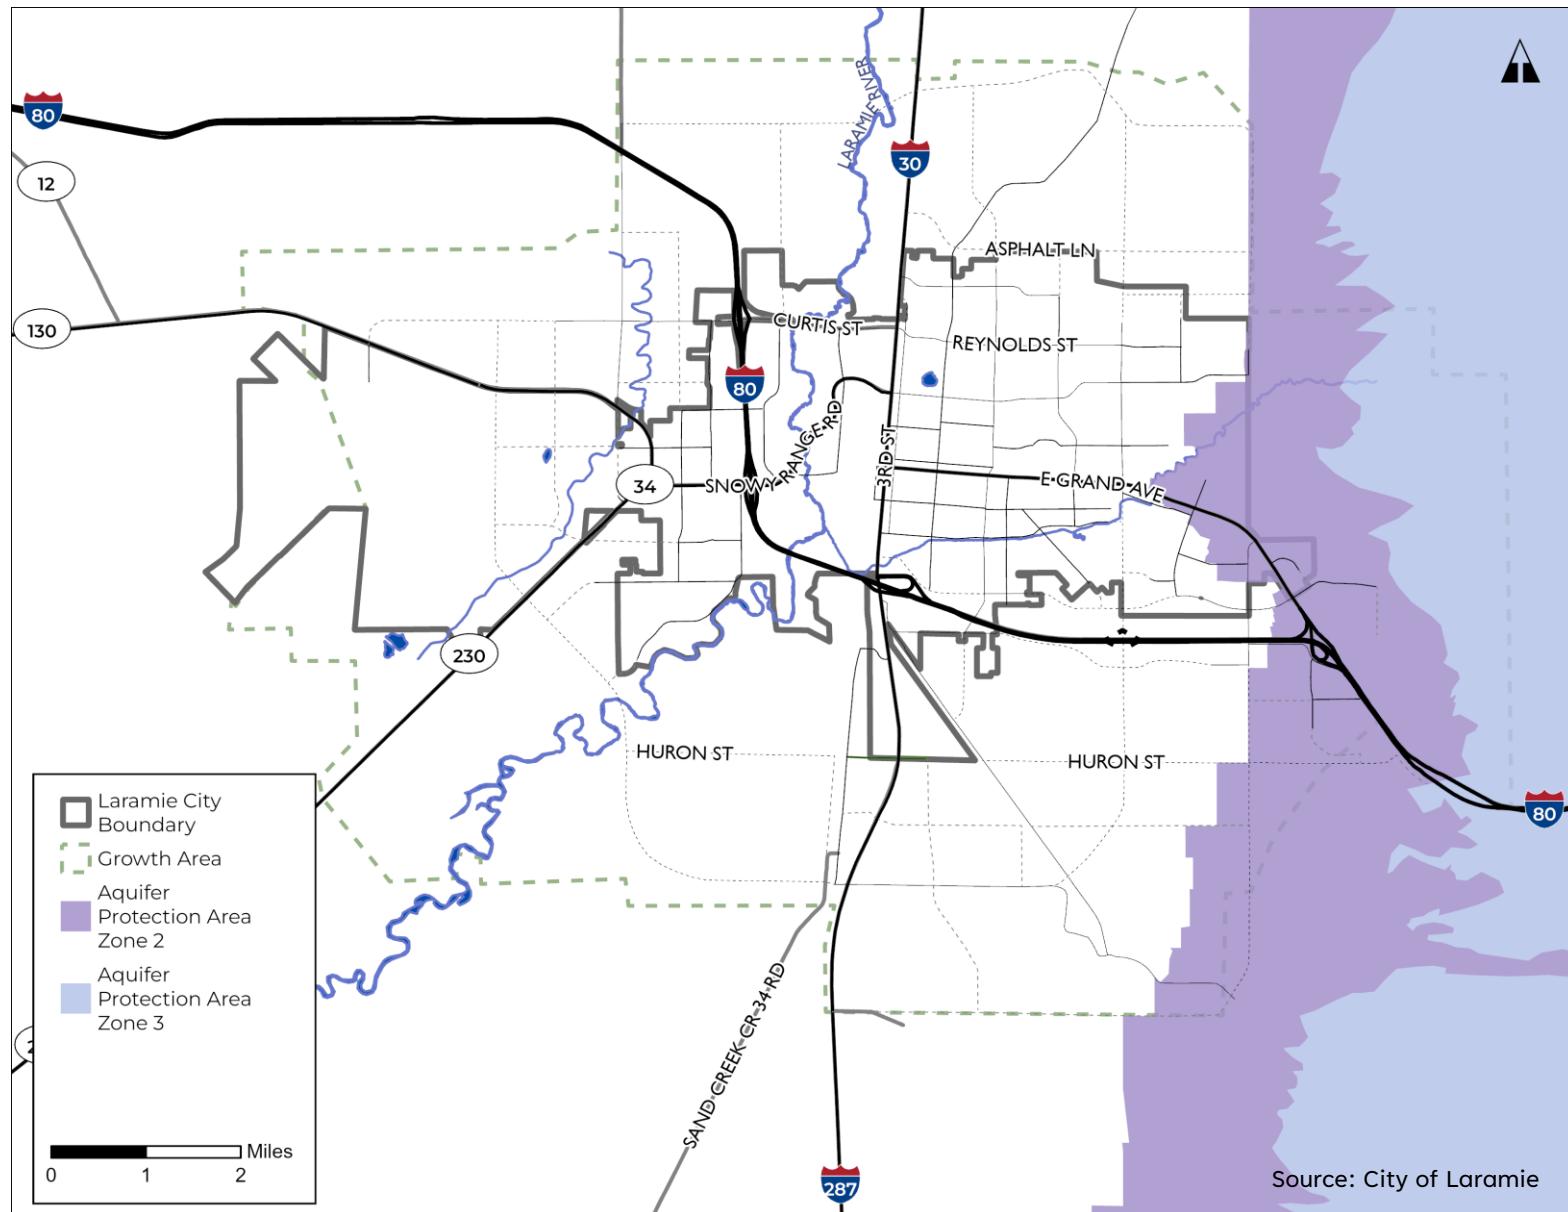 80
12
LARAMIE RIVER
30
ASPHALT LN
130
CURTIS ST
REYNOLDS ST
80
SNOWY RANGE RD
3RD ST
34
E GRAND AVE
230
HURON ST
HURON ST
80
Laramie City
Boundary
Growth Area
Aquifer
Protection Area
Zone 2
Aquifer
Protection Area
Zone 3
SAND CREEK-CR-34-RD
Miles
0
1
2
287
Source: City of Laramie